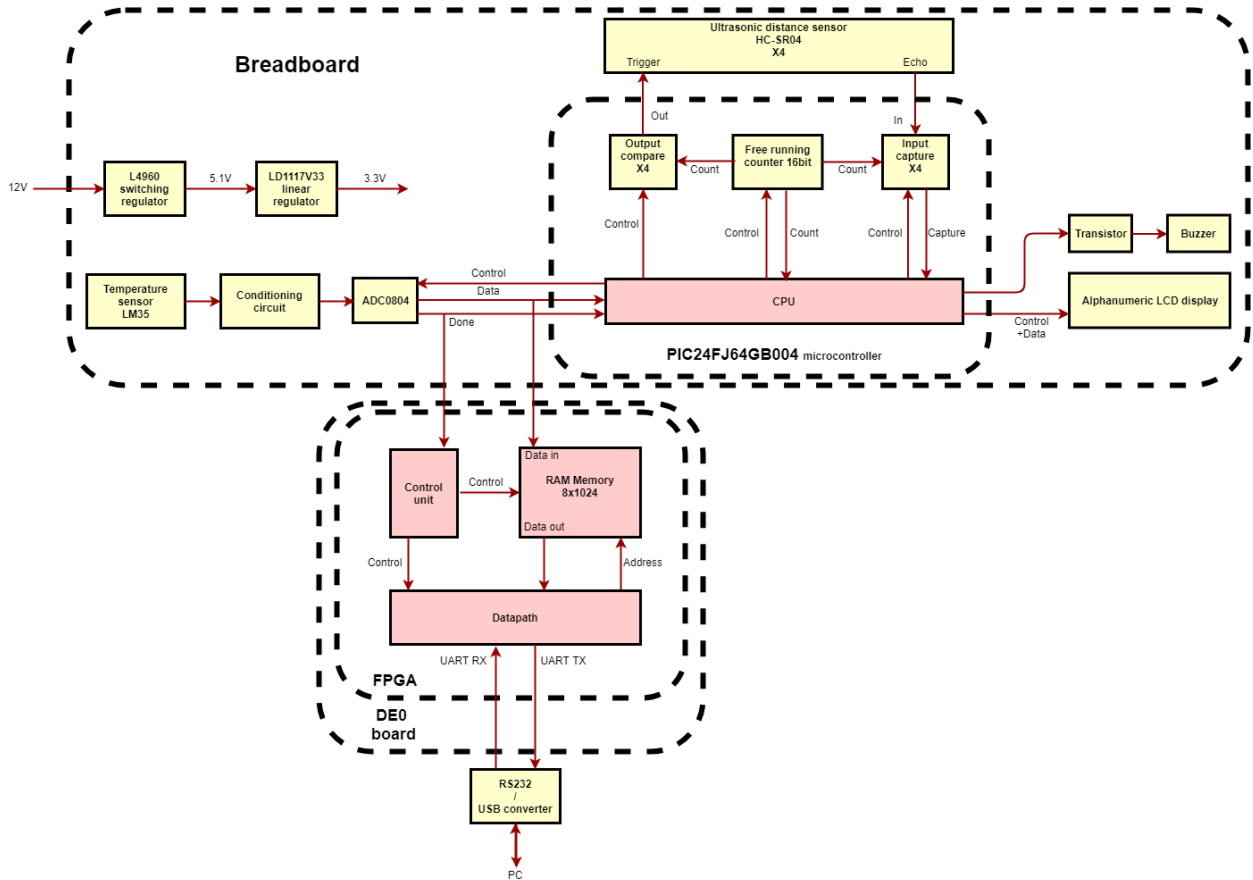 Ultrasonic distance sensor
HC-SR04
X4
Trigger
Echo
Breadboard
Out
In
Output
compare
X4
Count
Free running
counter 16bit
Count
Input
capture
X4
12V
L4960
switching
regulator
5.1V
LD1117V33
linear
regulator
3.3V
Control
Control
Count
Control
Capture
Transistor
Buzzer
Temperature
sensor
LM35
Conditioning
circuit
ADC0804
Control
Data
Done
CPU
Control
+Data
Alphanumeric LCD display
PIC24FJ64GB004 microcontroller
Control
unit
Control
Data in
RAM Memory
8x1024
Data out
Control
Address
Datapath
UART RX
UART TX
FPGA
DE0
board
RS232
/
USB converter
PC